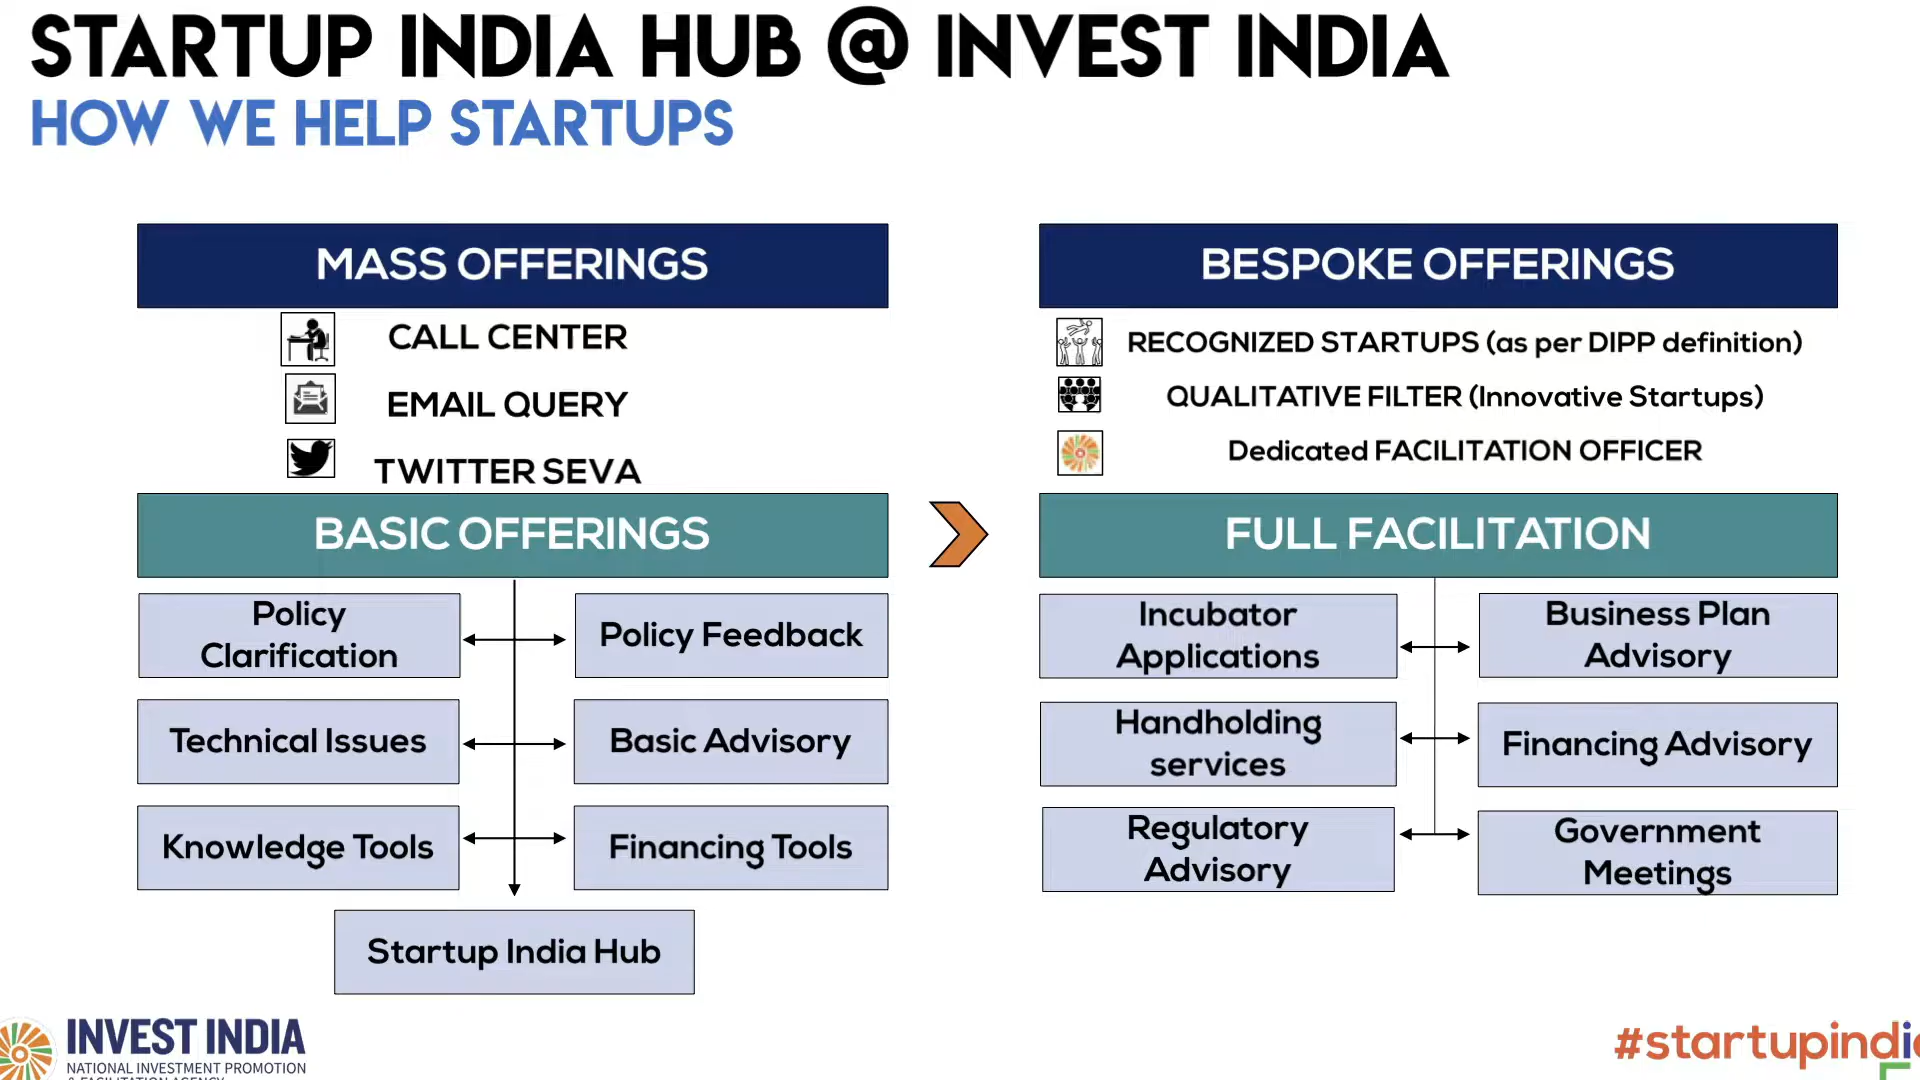 STARTUP INDIA HUB @ INVEST INDIA
HOW WE HELP STARTUPS
MASS OFFERINGS
CALL CENTER
EMAIL QUERY
TWITTER SEVA
BASIC OFFERINGS
Policy
Clarification
Policy Feedback
Technical Issues
Basic Advisory
Knowledge Tools
Financing Tools
Startup India Hub
BESPOKE OFFERINGS
RECOGNIZED STARTUPS (as per DIPP definition)
QUALITATIVE FILTER (Innovative Startups)
Dedicated FACILITATION OFFICER
FULL FACILITATION
Incubator
Applications
Business Plan
Advisory
Handholding
services
Financing Advisory
Regulatory
Advisory
Government
Meetings
INVEST INDIA
NATIONAL INVESTMENT PROMOTION
& FACILITATION AGENCY
#startupindia